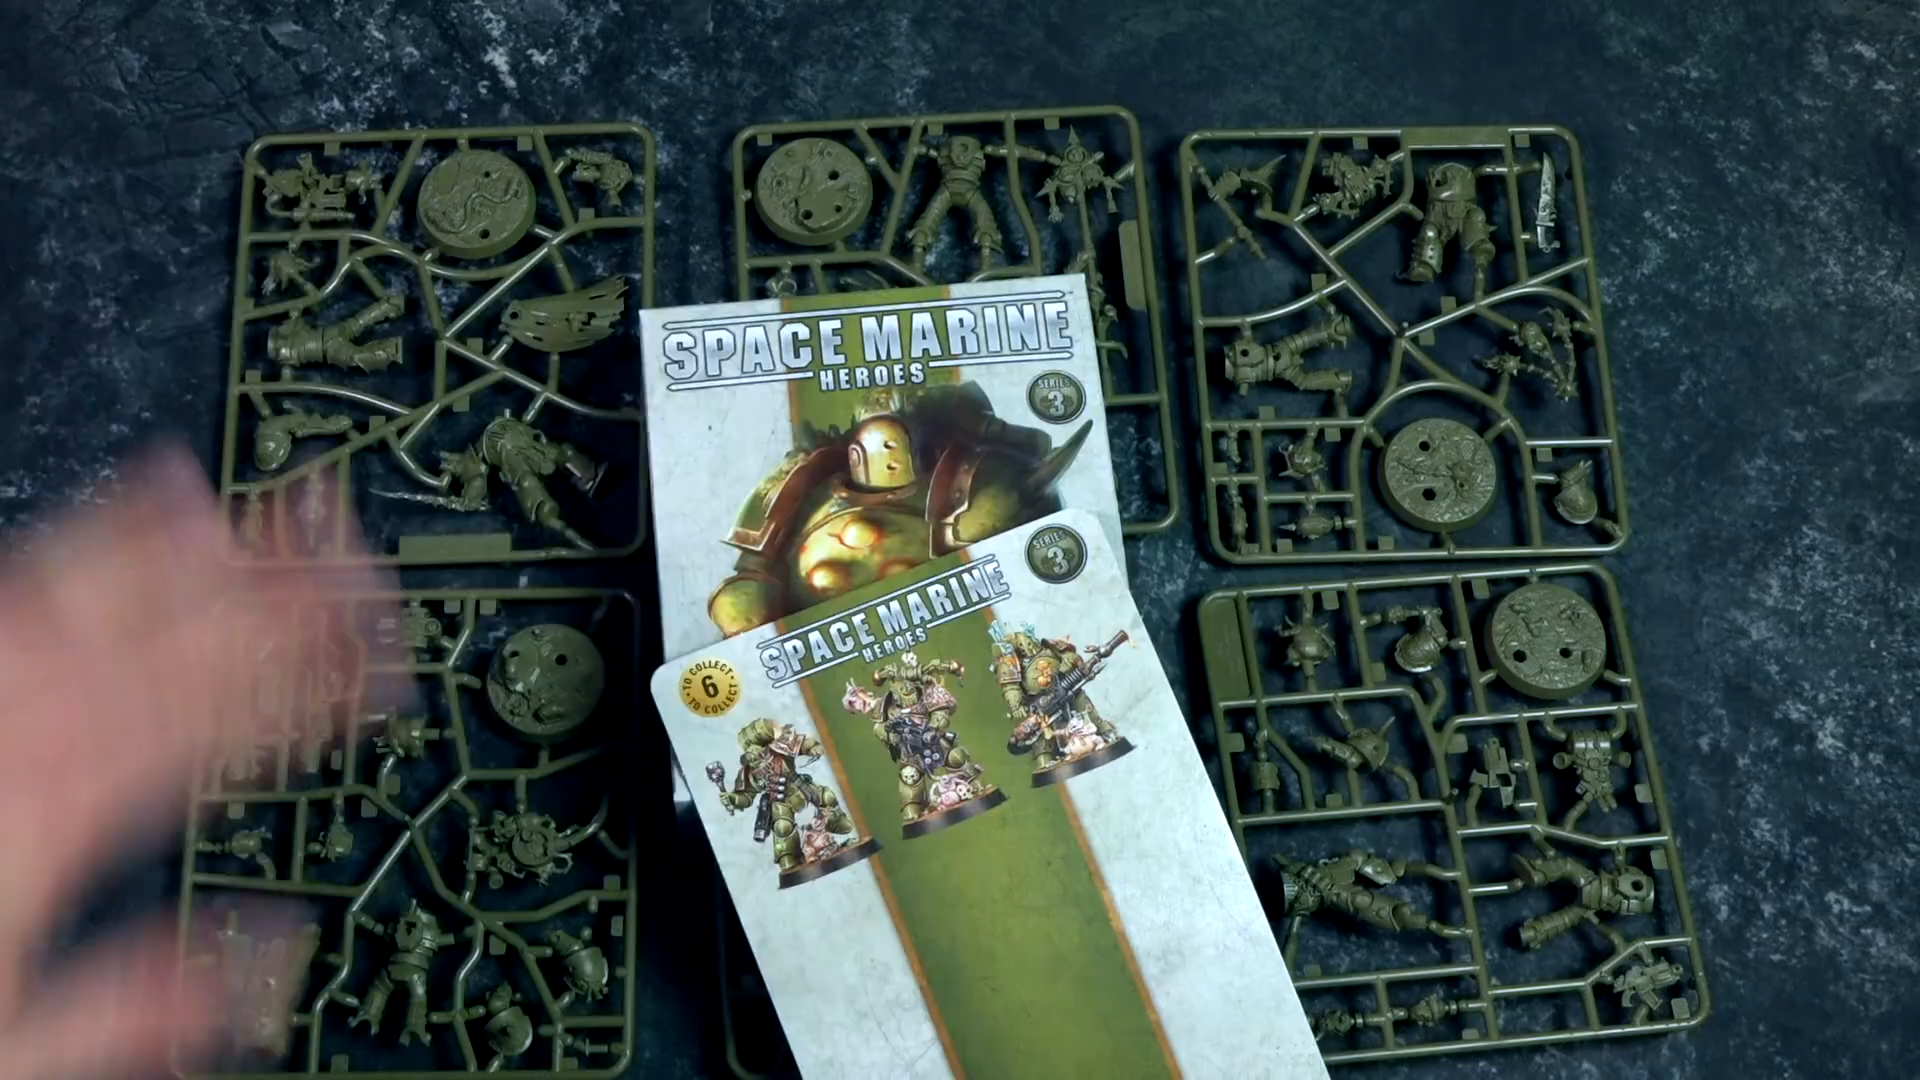 SPACE MARINE
HEROES
SERIES
3
SERIES
3
SPACE MARINE
HEROES
TO COLLECT
6
TO COLLECT